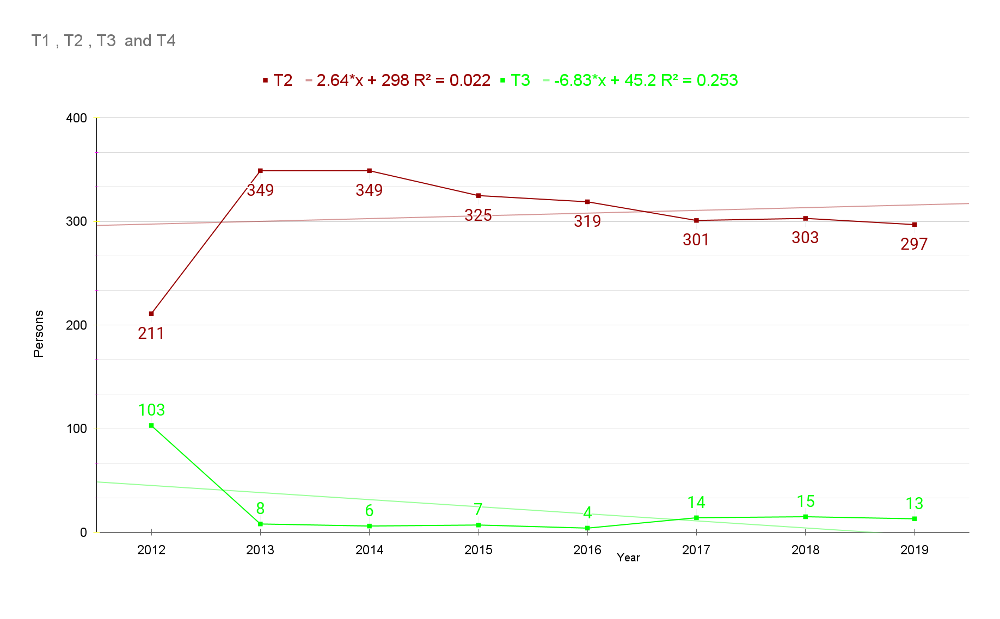 T1 , T2 , T3  and T4
T2 2.64*x + 298 R² = 0.022 T3 -6.83*x + 45.2 R² = 0.253
400
349 349
325
319
300
301 303 297
211
200
Persons
103
100
8 6 7 4 14 15 13
0
2012 2013 2014 2015 2016 2017 2018 2019
Year